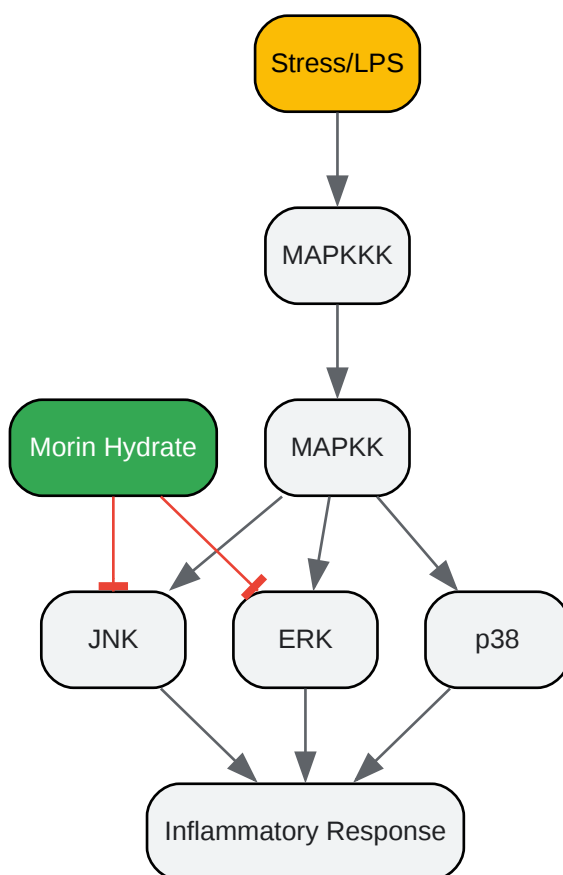 Stress/LPS
MAPKKK
Morin Hydrate
MAPKK
JNK
ERK
p38
Inflammatory Response